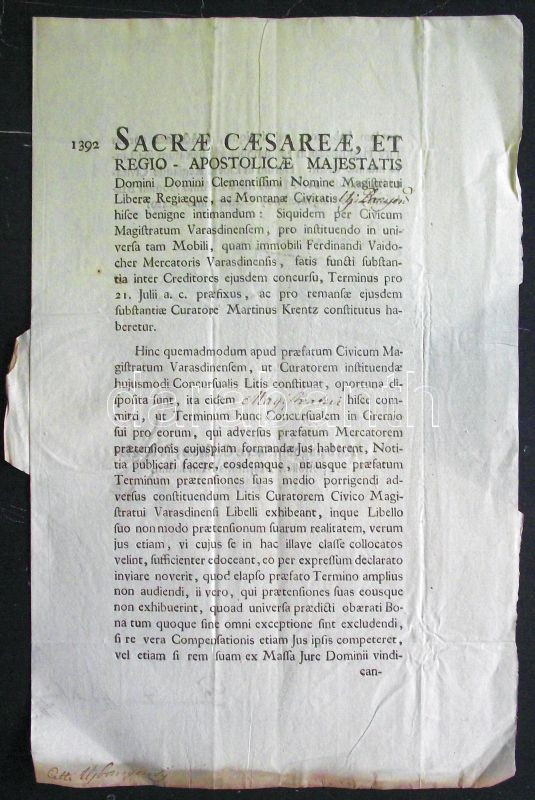 1392 SACRÆ CÆSAREÆ, ET
REGIO - APOSTOLICÆ MAJESTATIS
Domini Domini Clementiſſimi Nomine Magiſtratui
Liberæ Regiæque, ac Montanæ Civitatis
hiſce benigne intimandum: Siquidem per Civicum
Magiſtratum Varasdinenſem, pro inſtituendo in uni-
verſa tam Mobili, quam immobili Ferdinandi Vaido-
cher Mercatoris Varasdinenſis, fatis functi ſubſtan-
tia inter Creditores ejusdem concurſu, Terminus pro
21. Julii a. c. præfixus, ac pro remanſæ ejusdem
ſubſtantiæ Curatore Martinus Krentz conſtitutus ha-
beretur.
Hinc quemadmodum apud præfatum Civicum Ma-
giſtratum Varasdinenſem, ut Curatorem inſtituendæ
hujusmodi Concurſualis Litis conſtituat, oportuna di-
ſpoſita ſunt, ita eidem Magistratui hiſce com-
mitti, ut Terminum hunc Concurſualem in Gremio
ſui pro eorum, qui adverſus præfatum Mercatorem
prætenſionis cujuſpiam formandæ Jus haberent, Noti-
tia publicari facere, eosdemque, ut usque præfatum
Terminum prætenſiones ſuas medio porrigendi ad-
verſus conſtituendum Litis Curatorem Civico Magi-
ſtratui Varasdinenſi Libelli exhibeant, inque Libello
ſuo non modo prætenſionum ſuarum realitatem, verum
jus etiam, vi cujus ſe in hac illave claſſe collocatos
velint, ſufficienter edoceant, eo per expreſſum declarato
inviare noverit, quod elapſo præfato Termino amplius
non audiendi, ii vero, qui prætenſiones ſuas eousque
non exhibuerint, quoad univerſa prædicti obærati Bo-
na tum quoque ſine omni exceptione ſint excludendi,
ſi re vera Compenſationis etiam Jus ipſis competeret,
vel etiam ſi rem ſuam ex Maſſa Jure Dominii vindi-
can-
darabanth